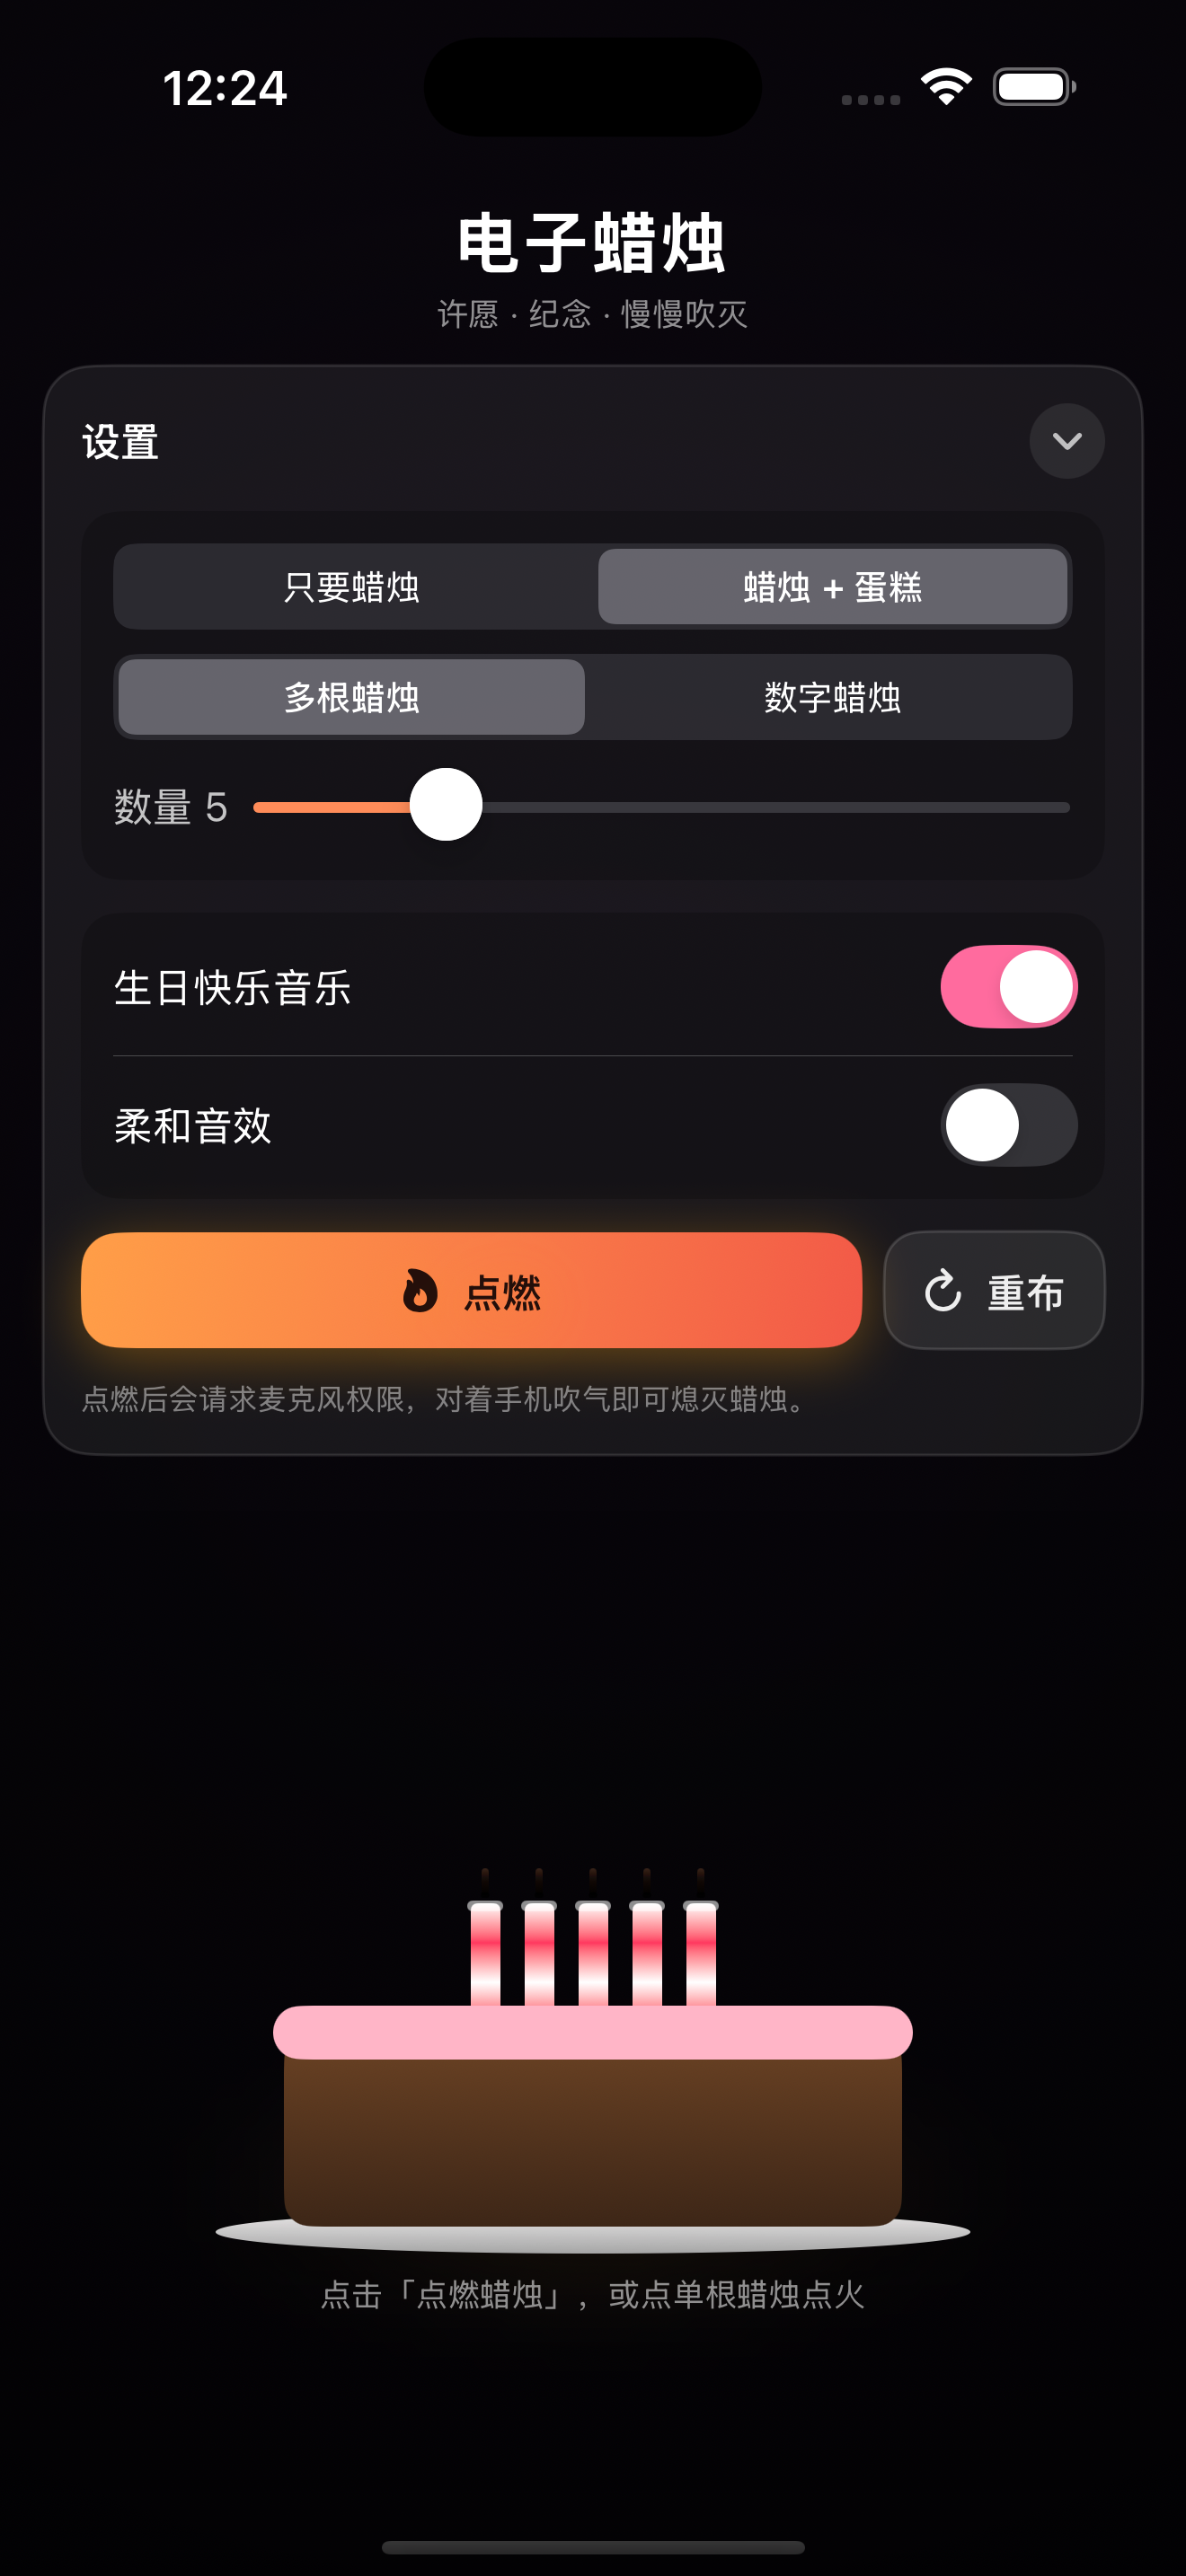 12:24
电子蜡烛
许愿 · 纪念 · 慢慢吹灭
设置
只要蜡烛
蜡烛 + 蛋糕
多根蜡烛
数字蜡烛
数量 5
生日快乐音乐
柔和音效
点燃
重布
点燃后会请求麦克风权限，对着手机吹气即可熄灭蜡烛。
点击「点燃蜡烛」，或点单根蜡烛点火